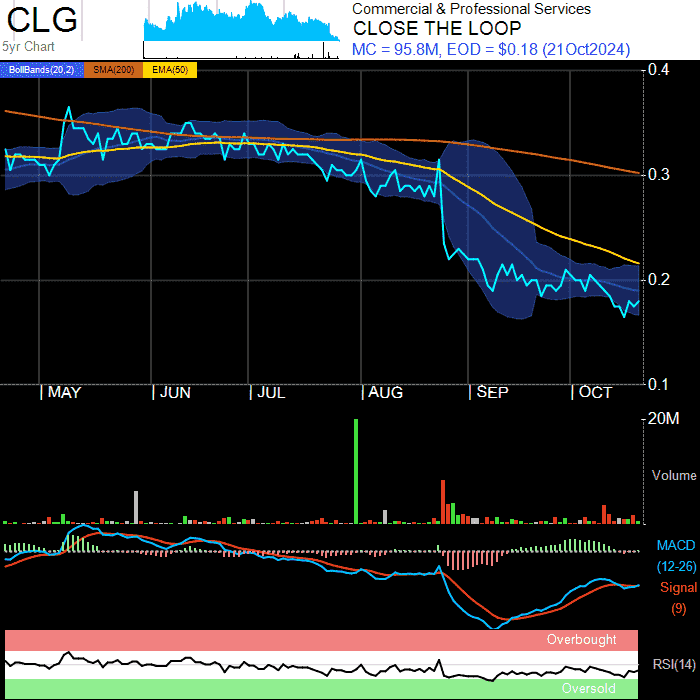 CLG
5yr Chart
Commercial & Professional Services
CLOSE THE LOOP
MC = 95.8M, EOD = $0.18 (21Oct2024)
BollBands(20,2) SMA(200) EMA(50)
0.4
0.3
0.2
0.1
MAY JUN JUL AUG SEP OCT
20M
Volume
MACD
(12-26)
Signal
(9)
Overbought
RSI(14)
Oversold